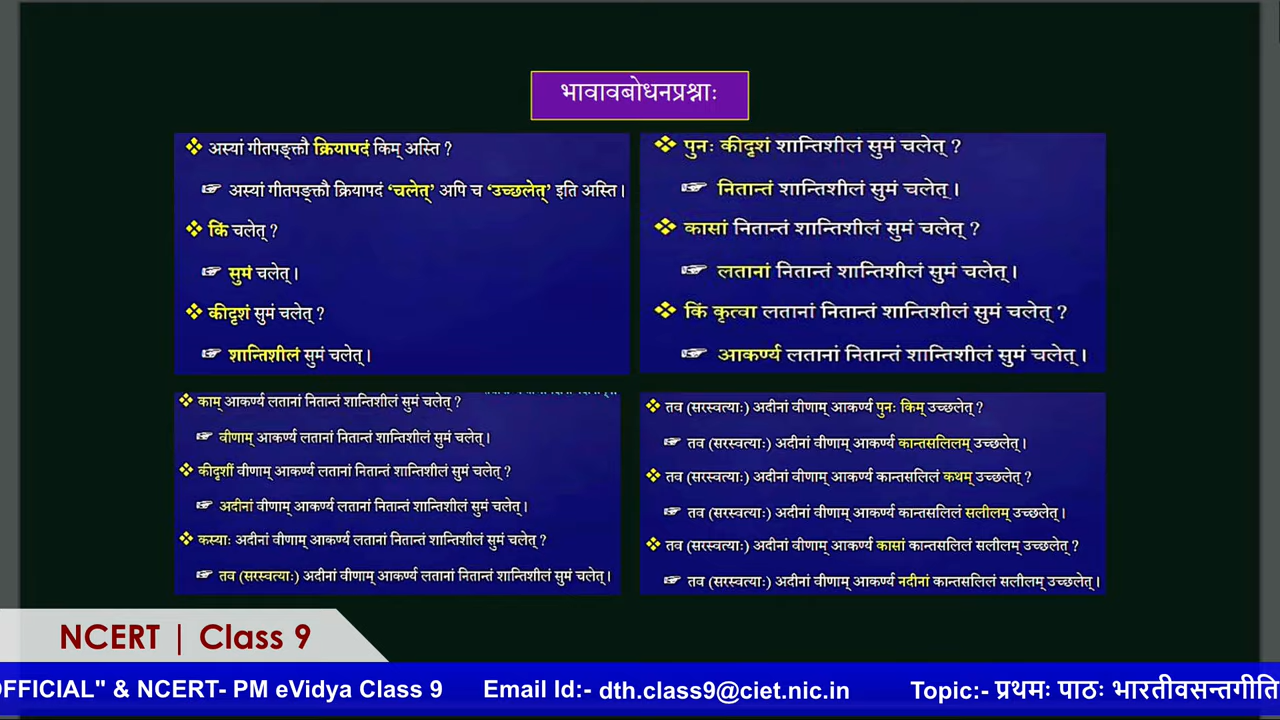 भावावबोधनप्रश्नाः
❖ अस्यां गीतपङ्क्तौ क्रियापदं किम् अस्ति ?
☞ अस्यां गीतपङ्क्तौ क्रियापदं ‘चलेत्’ अपि च ‘उच्छलेत्’ इति अस्ति।
❖ किं चलेत् ?
☞ सुमं चलेत्।
❖ कीदृशं सुमं चलेत् ?
☞ शान्तिशीलं सुमं चलेत्।
❖ पुनः कीदृशं शान्तिशीलं सुमं चलेत् ?
☞ नितान्तं शान्तिशीलं सुमं चलेत्।
❖ कासां नितान्तं शान्तिशीलं सुमं चलेत् ?
☞ लतानां नितान्तं शान्तिशीलं सुमं चलेत्।
❖ किं कृत्वा लतानां नितान्तं शान्तिशीलं सुमं चलेत् ?
☞ आकर्ण्य लतानां नितान्तं शान्तिशीलं सुमं चलेत्।
❖ काम् आकर्ण्य लतानां नितान्तं शान्तिशीलं सुमं चलेत् ?
☞ वीणाम् आकर्ण्य लतानां नितान्तं शान्तिशीलं सुमं चलेत्।
❖ कीदृशीं वीणाम् आकर्ण्य लतानां नितान्तं शान्तिशीलं सुमं चलेत् ?
☞ अदीनां वीणाम् आकर्ण्य लतानां नितान्तं शान्तिशीलं सुमं चलेत्।
❖ कस्याः अदीनां वीणाम् आकर्ण्य लतानां नितान्तं शान्तिशीलं सुमं चलेत् ?
☞ तव (सरस्वत्याः) अदीनां वीणाम् आकर्ण्य लतानां नितान्तं शान्तिशीलं सुमं चलेत्।
❖ तव (सरस्वत्याः) अदीनां वीणाम् आकर्ण्य पुनः किम् उच्छलेत् ?
☞ तव (सरस्वत्याः) अदीनां वीणाम् आकर्ण्य कान्तसलिलम् उच्छलेत्।
❖ तव (सरस्वत्याः) अदीनां वीणाम् आकर्ण्य कान्तसलिलं कथम् उच्छलेत् ?
☞ तव (सरस्वत्याः) अदीनां वीणाम् आकर्ण्य कान्तसलिलं सलीलम् उच्छलेत्।
❖ तव (सरस्वत्याः) अदीनां वीणाम् आकर्ण्य कासां कान्तसलिलं सलीलम् उच्छलेत् ?
☞ तव (सरस्वत्याः) अदीनां वीणाम् आकर्ण्य नदीनां कान्तसलिलं सलीलम् उच्छलेत्।
NCERT | Class 9
OFFICIAL" & NCERT- PM eVidya Class 9 Email Id:- dth.class9@ciet.nic.in Topic:- प्रथमः पाठः भारतीवसन्तगीति